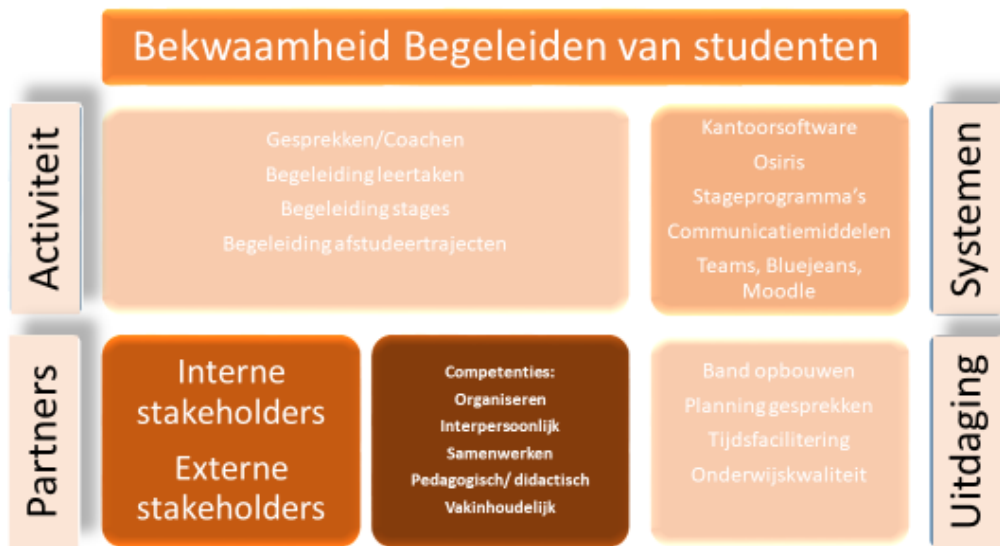 Bekwaamheid Begeleiden van studenten
Activiteit
Gesprekken/Coachen
Begeleiding leertaken
Begeleiding stages
Begeleiding afstudeertrajecten
Kantoorsoftware
Osiris
Stageprogramma's
Communicatiemiddelen
Teams, Bluejeans,
Moodle
Systemen
Partners
Interne
stakeholders
Externe
stakeholders
Competenties:
Organiseren
Interpersoonlijk
Samenwerken
Pedagogisch/ didactisch
Vakinhoudelijk
Band opbouwen
Planning gesprekken
Tijdsfacilitering
Onderwijskwaliteit
Uitdaging